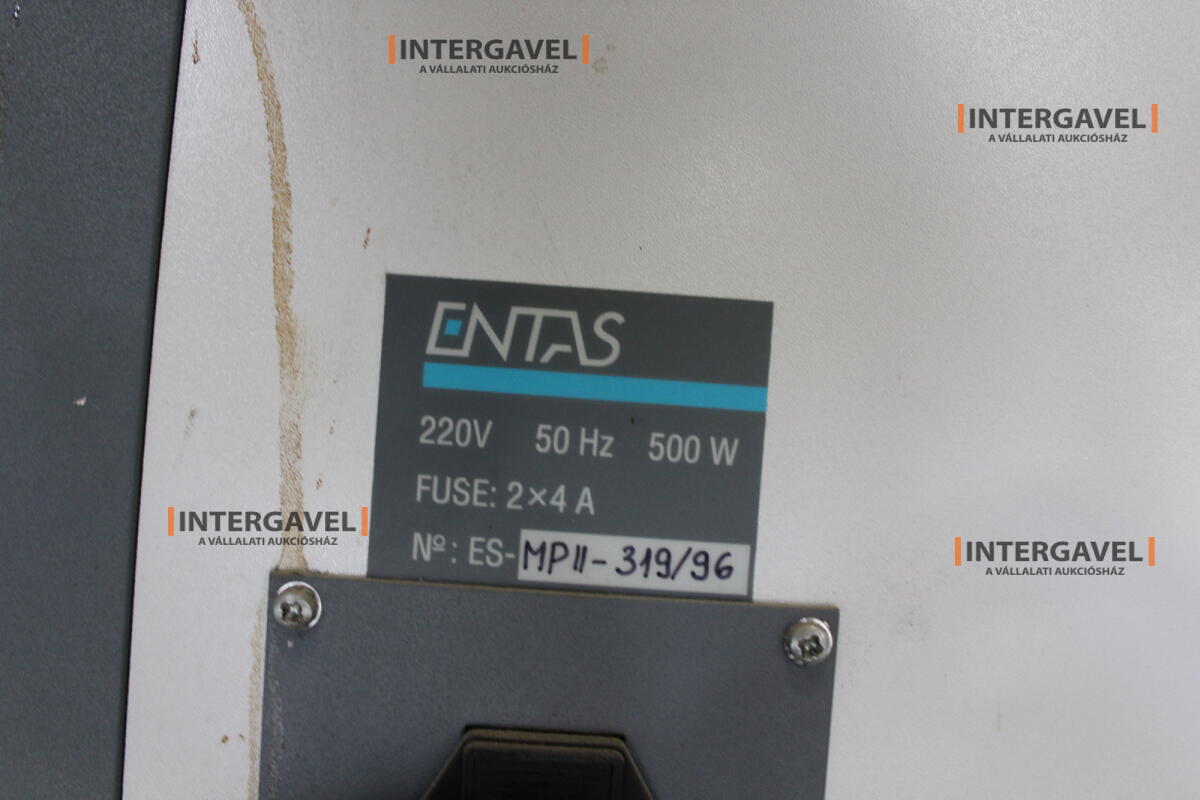 INTERGAVEL
A VÁLLALATI AUKCIÓSHÁZ
INTERGAVEL
A VÁLLALATI AUKCIÓSHÁZ
ENTAS
220V 50 Hz 500 W
FUSE: 2×4 A
Nº: ES-MPII-319/96
INTERGAVEL
A VÁLLALATI AUKCIÓSHÁZ
INTERGAVEL
A VÁLLALATI AUKCIÓSHÁZ